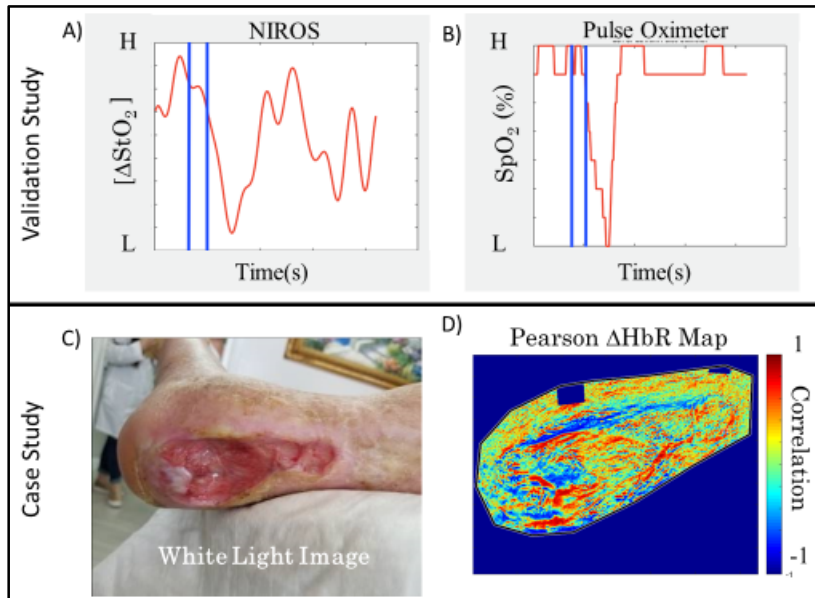 Validation Study
A)
NIROS
H
[ΔStO₂]
L
Time(s)
B)
Pulse Oximeter
H
SpO₂ (%)
L
Time(s)
Case Study
C)
White Light Image
D)
Pearson ΔHbR Map
1
Correlation
-1
-1